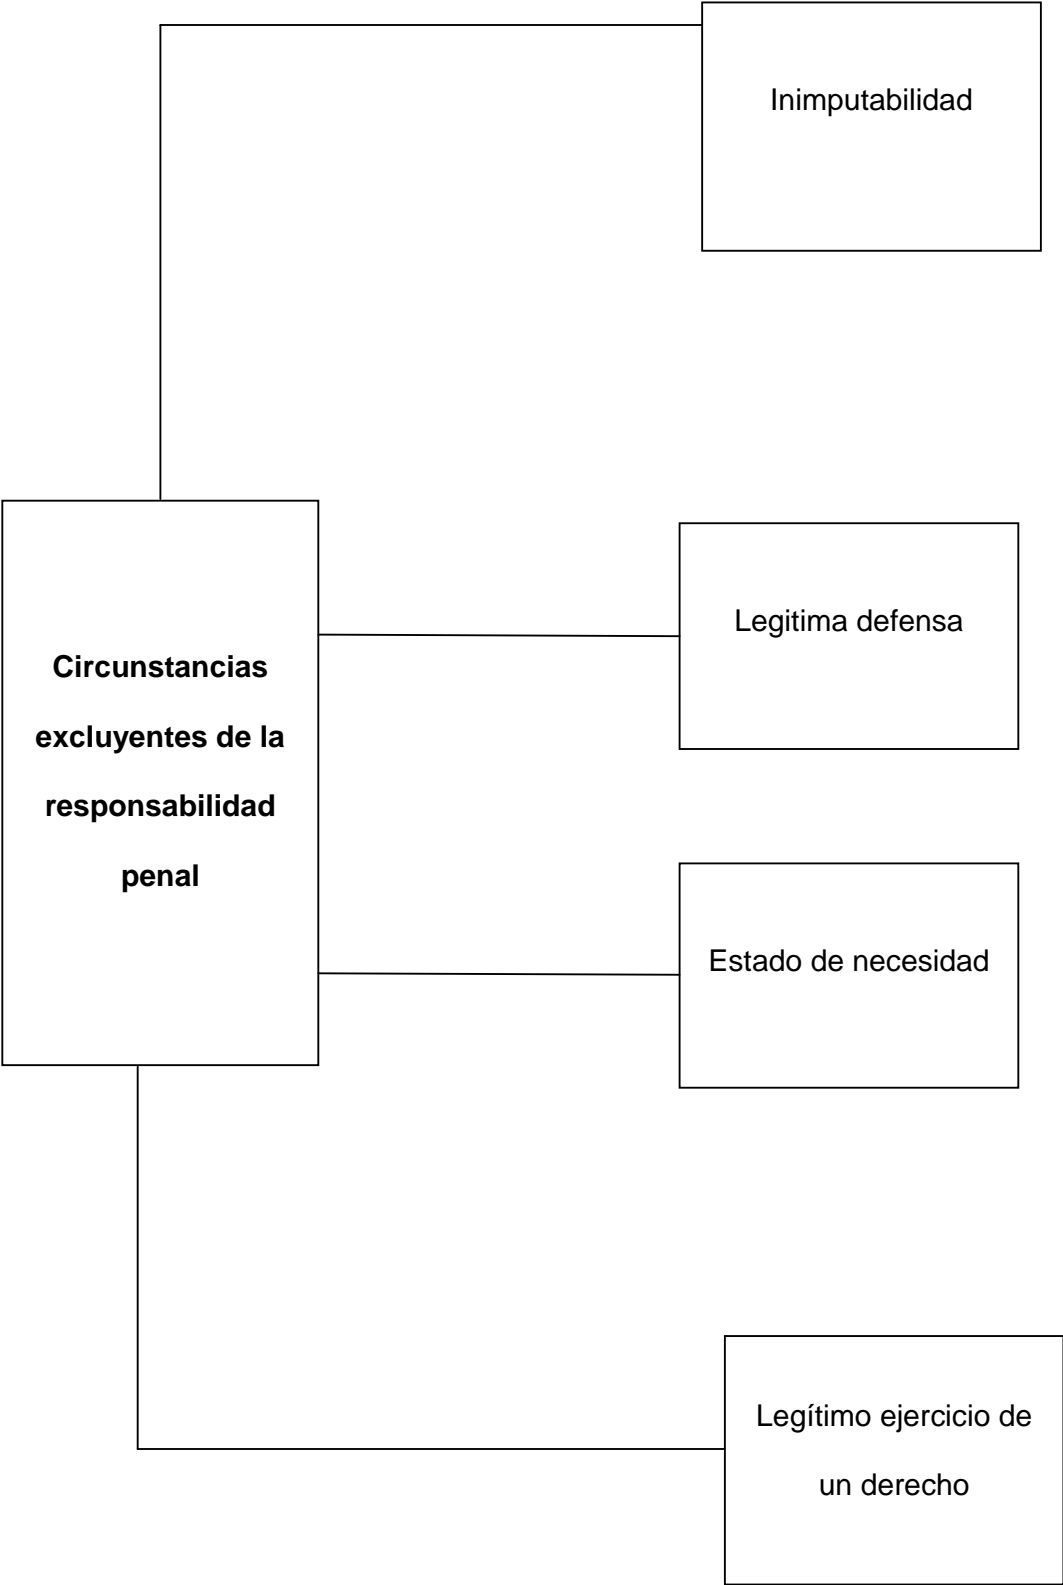 Inimputabilidad
Legitima defensa
Circunstancias
excluyentes de la
responsabilidad
penal
Estado de necesidad
Legítimo ejercicio de
un derecho